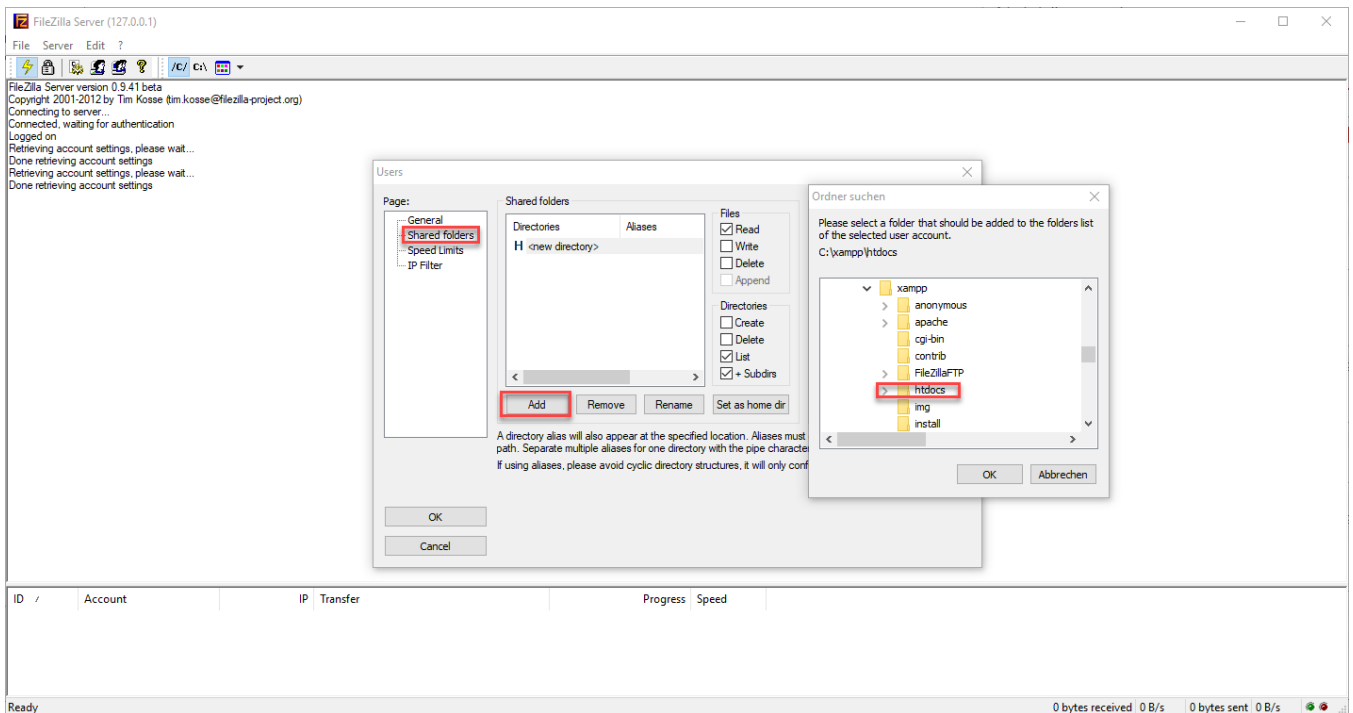 FileZilla Server (127.0.0.1)
File Server Edit ?
/C/ C:\
FileZilla Server version 0.9.41 beta
Copyright 2001-2012 by Tim Kosse (tim.kosse@filezilla-project.org)
Connecting to server...
Connected, waiting for authentication
Logged on
Retrieving account settings, please wait...
Done retrieving account settings
Retrieving account settings, please wait...
Done retrieving account settings
Users
Page:
General
Shared folders
Speed Limits
IP Filter
OK
Cancel
Shared folders
Directories Aliases
H <new directory>
Files
Read
Write
Delete
Append
Directories
Create
Delete
List
+ Subdirs
Add Remove Rename Set as home dir
A directory alias will also appear at the specified location. Aliases must
path. Separate multiple aliases for one directory with the pipe character
If using aliases, please avoid cyclic directory structures, it will only conf
Ordner suchen
Please select a folder that should be added to the folders list
of the selected user account.
C:\xampp\htdocs
xampp
anonymous
apache
cgi-bin
contrib
FileZillaFTP
htdocs
img
install
OK Abbrechen
ID / Account IP Transfer Progress Speed
Ready 0 bytes received 0 B/s 0 bytes sent 0 B/s